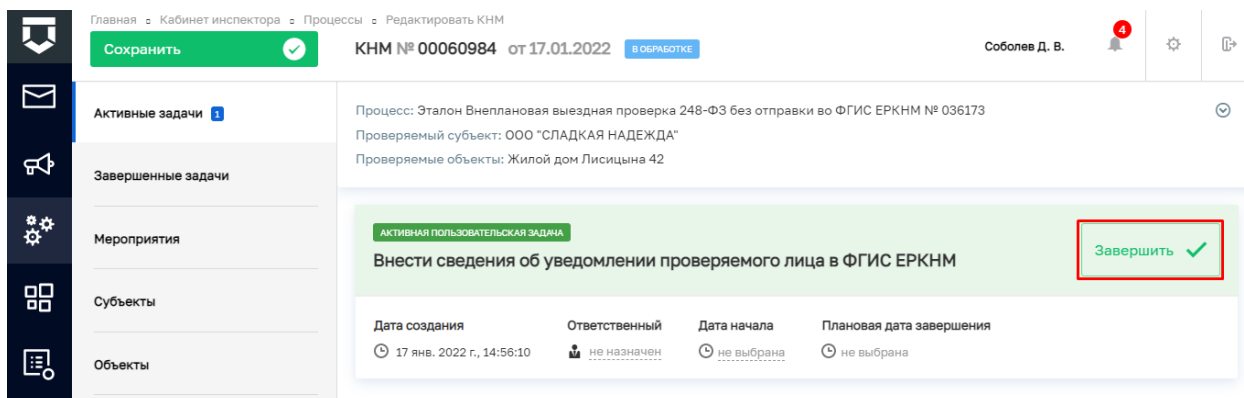 Главная Кабинет инспектора Процессы Редактировать КНМ
Сохранить
КНМ № 00060984 от 17.01.2022 В ОБРАБОТКЕ
Соболев Д. В.
4
Активные задачи 1
Завершенные задачи
Мероприятия
Субъекты
Объекты
Процесс: Эталон Внеплановая выездная проверка 248-ФЗ без отправки во ФГИС ЕРКНМ № 036173
Проверяемый субъект: ООО "СЛАДКАЯ НАДЕЖДА"
Проверяемые объекты: Жилой дом Лисицына 42
АКТИВНАЯ ПОЛЬЗОВАТЕЛЬСКАЯ ЗАДАЧА
Внести сведения об уведомлении проверяемого лица в ФГИС ЕРКНМ
Завершить
Дата создания Ответственный Дата начала Плановая дата завершения
17 янв. 2022 г., 14:56:10 не назначен не выбрана не выбрана